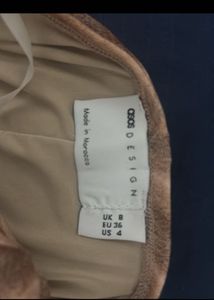 asos DESIGN
Made in Morocco
UK 8
EU 36
US 4